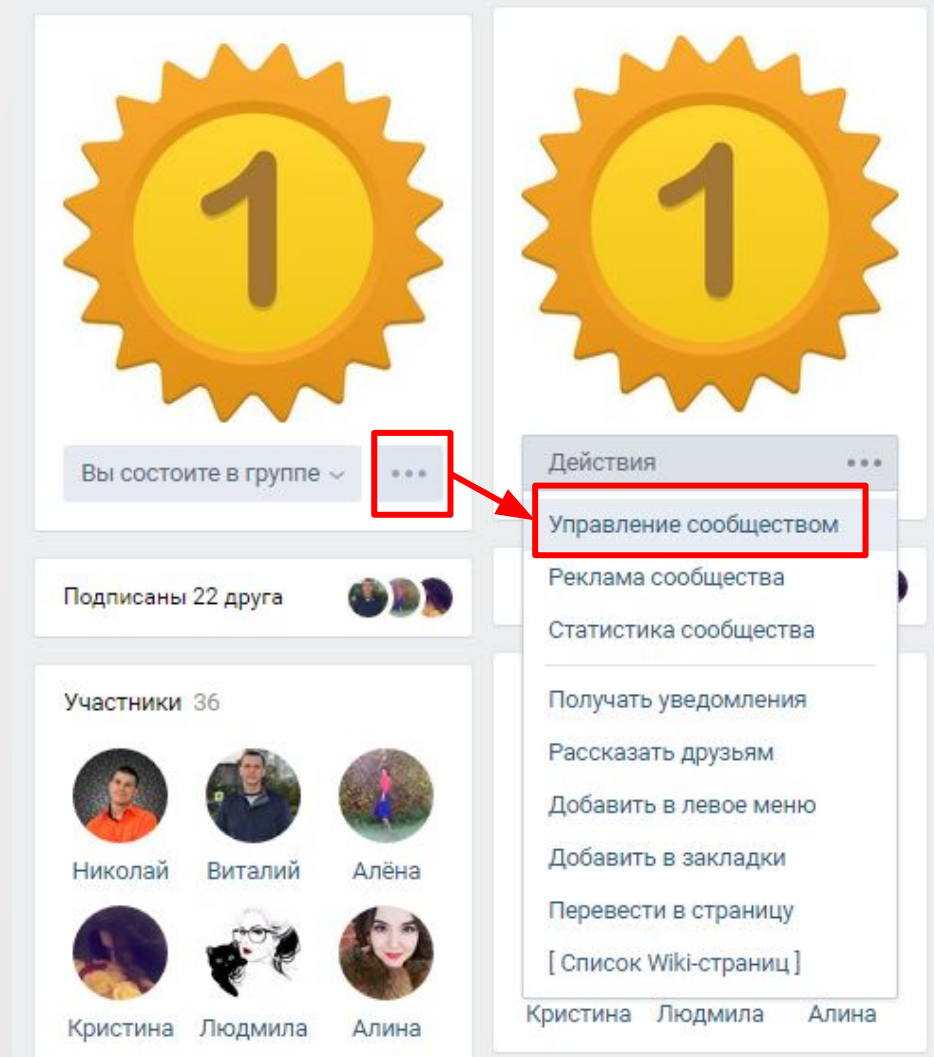 1
Вы состоите в группе
Подписаны 22 друга
Участники 36
Николай Виталий Алёна
Кристина Людмила Алина
1
Действия
Управление сообществом
Реклама сообщества
Статистика сообщества
Получать уведомления
Рассказать друзьям
Добавить в левое меню
Добавить в закладки
Перевести в страницу
[ Список Wiki-страниц ]
Кристина Людмила Алина